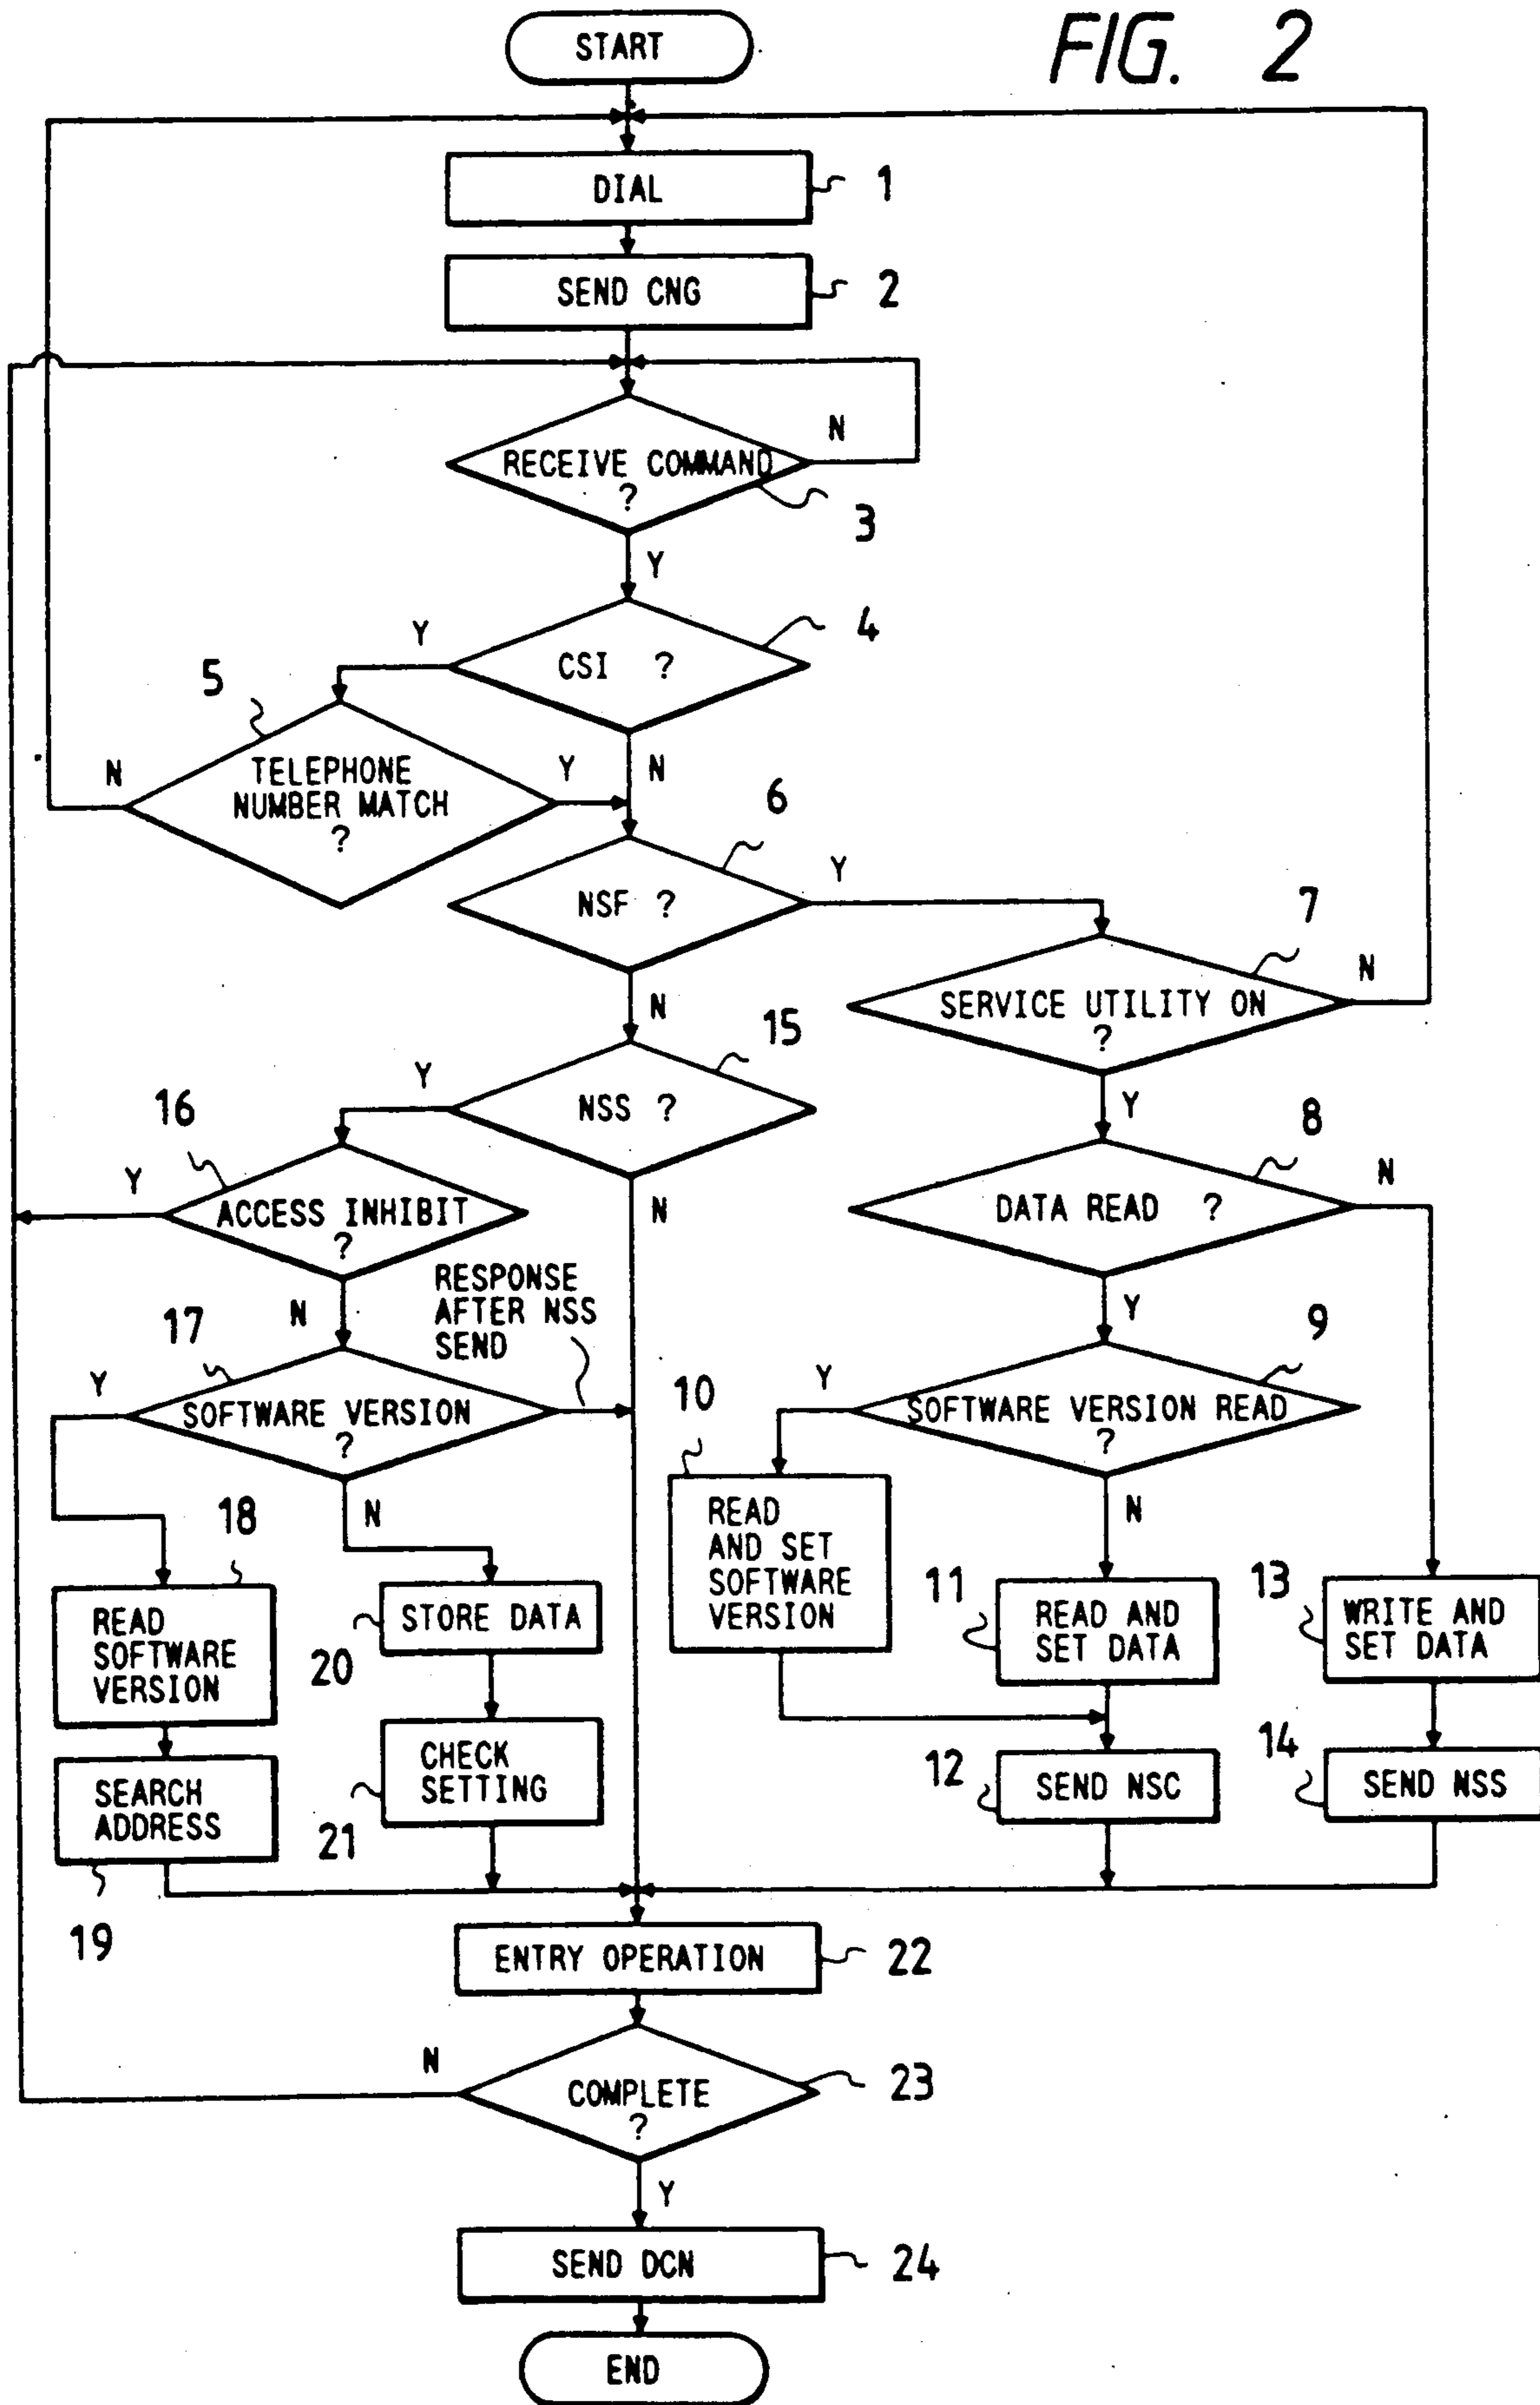 FIG. 2
START
DIAL
1
SEND CNG
2
N
RECEIVE COMMAND
?
3
Y
4
Y
CSI ?
5
N
TELEPHONE
NUMBER MATCH
?
Y
N
6
NSF ?
Y
7
N
SERVICE UTILITY ON
?
N
15
Y
NSS ?
Y
16
8
Y
ACCESS INHIBIT
?
N
DATA READ ?
N
RESPONSE
AFTER NSS
SEND
N
17
Y
9
Y
SOFTWARE VERSION
?
10
Y
SOFTWARE VERSION READ
?
18
N
READ
AND SET
SOFTWARE
VERSION
N
READ
SOFTWARE
VERSION
STORE DATA
20
11
READ AND
SET DATA
13
WRITE AND
SET DATA
CHECK
SETTING
21
SEARCH
ADDRESS
19
12
SEND NSC
14
SEND NSS
ENTRY OPERATION
22
N
COMPLETE
?
23
Y
SEND DCN
24
END